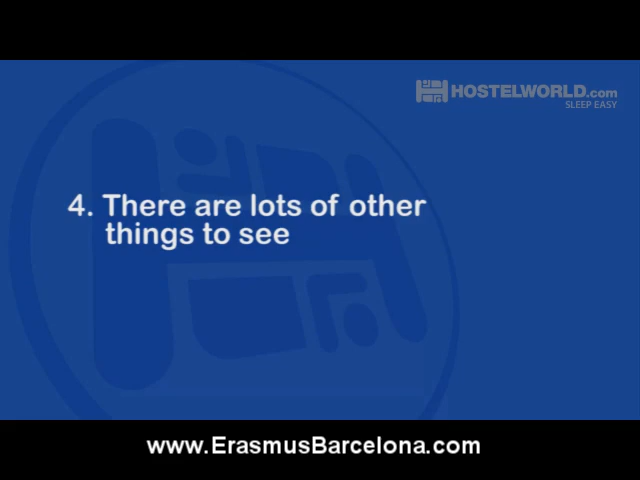 HOSTELWORLD.com
SLEEP EASY
4. There are lots of other
things to see
www.ErasmusBarcelona.com